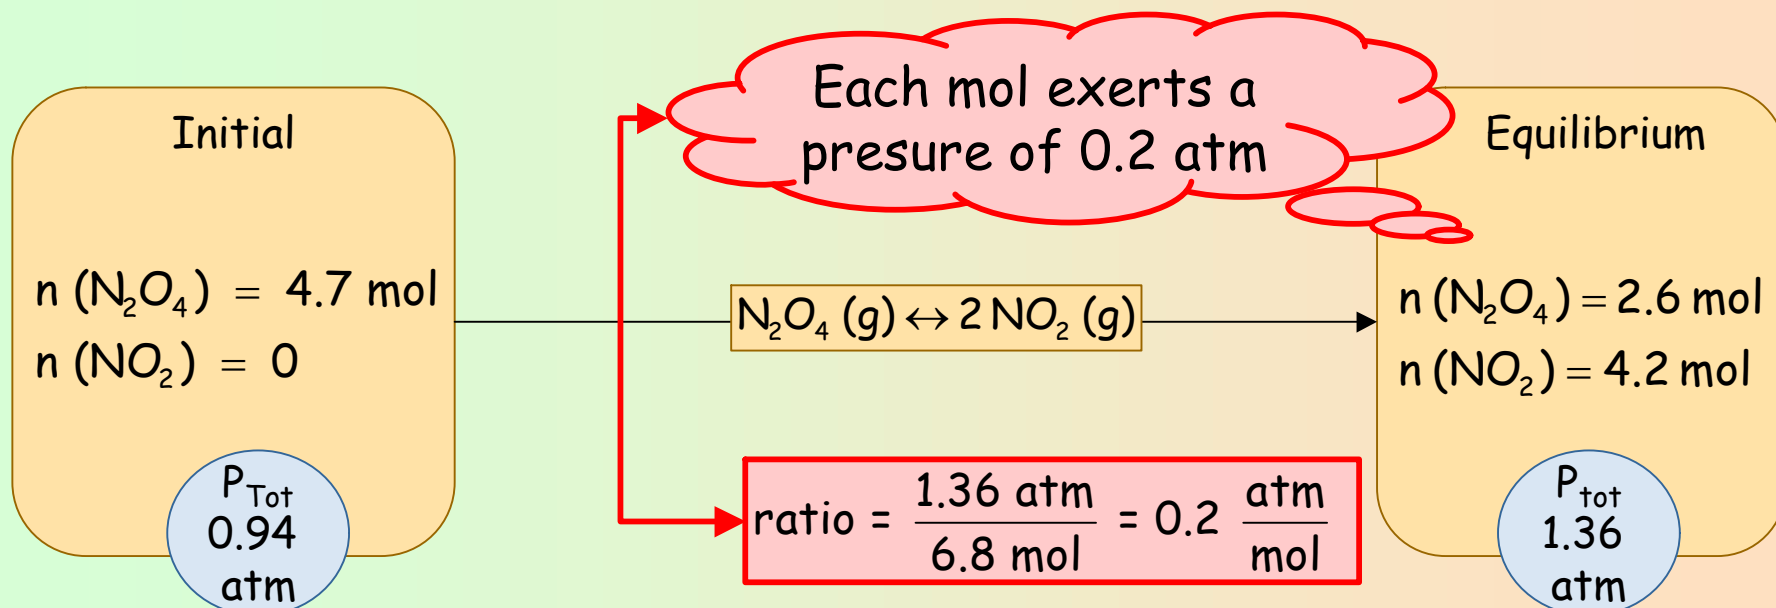 Each mol exerts a
presure of 0.2 atm
Initial
n (N₂O₄) = 4.7 mol
n (NO₂) = 0
P_Tot
0.94
atm
N₂O₄ (g) ↔ 2 NO₂ (g)
ratio = 1.36 atm / 6.8 mol = 0.2 atm / mol
Equilibrium
n (N₂O₄) = 2.6 mol
n (NO₂) = 4.2 mol
P_tot
1.36
atm